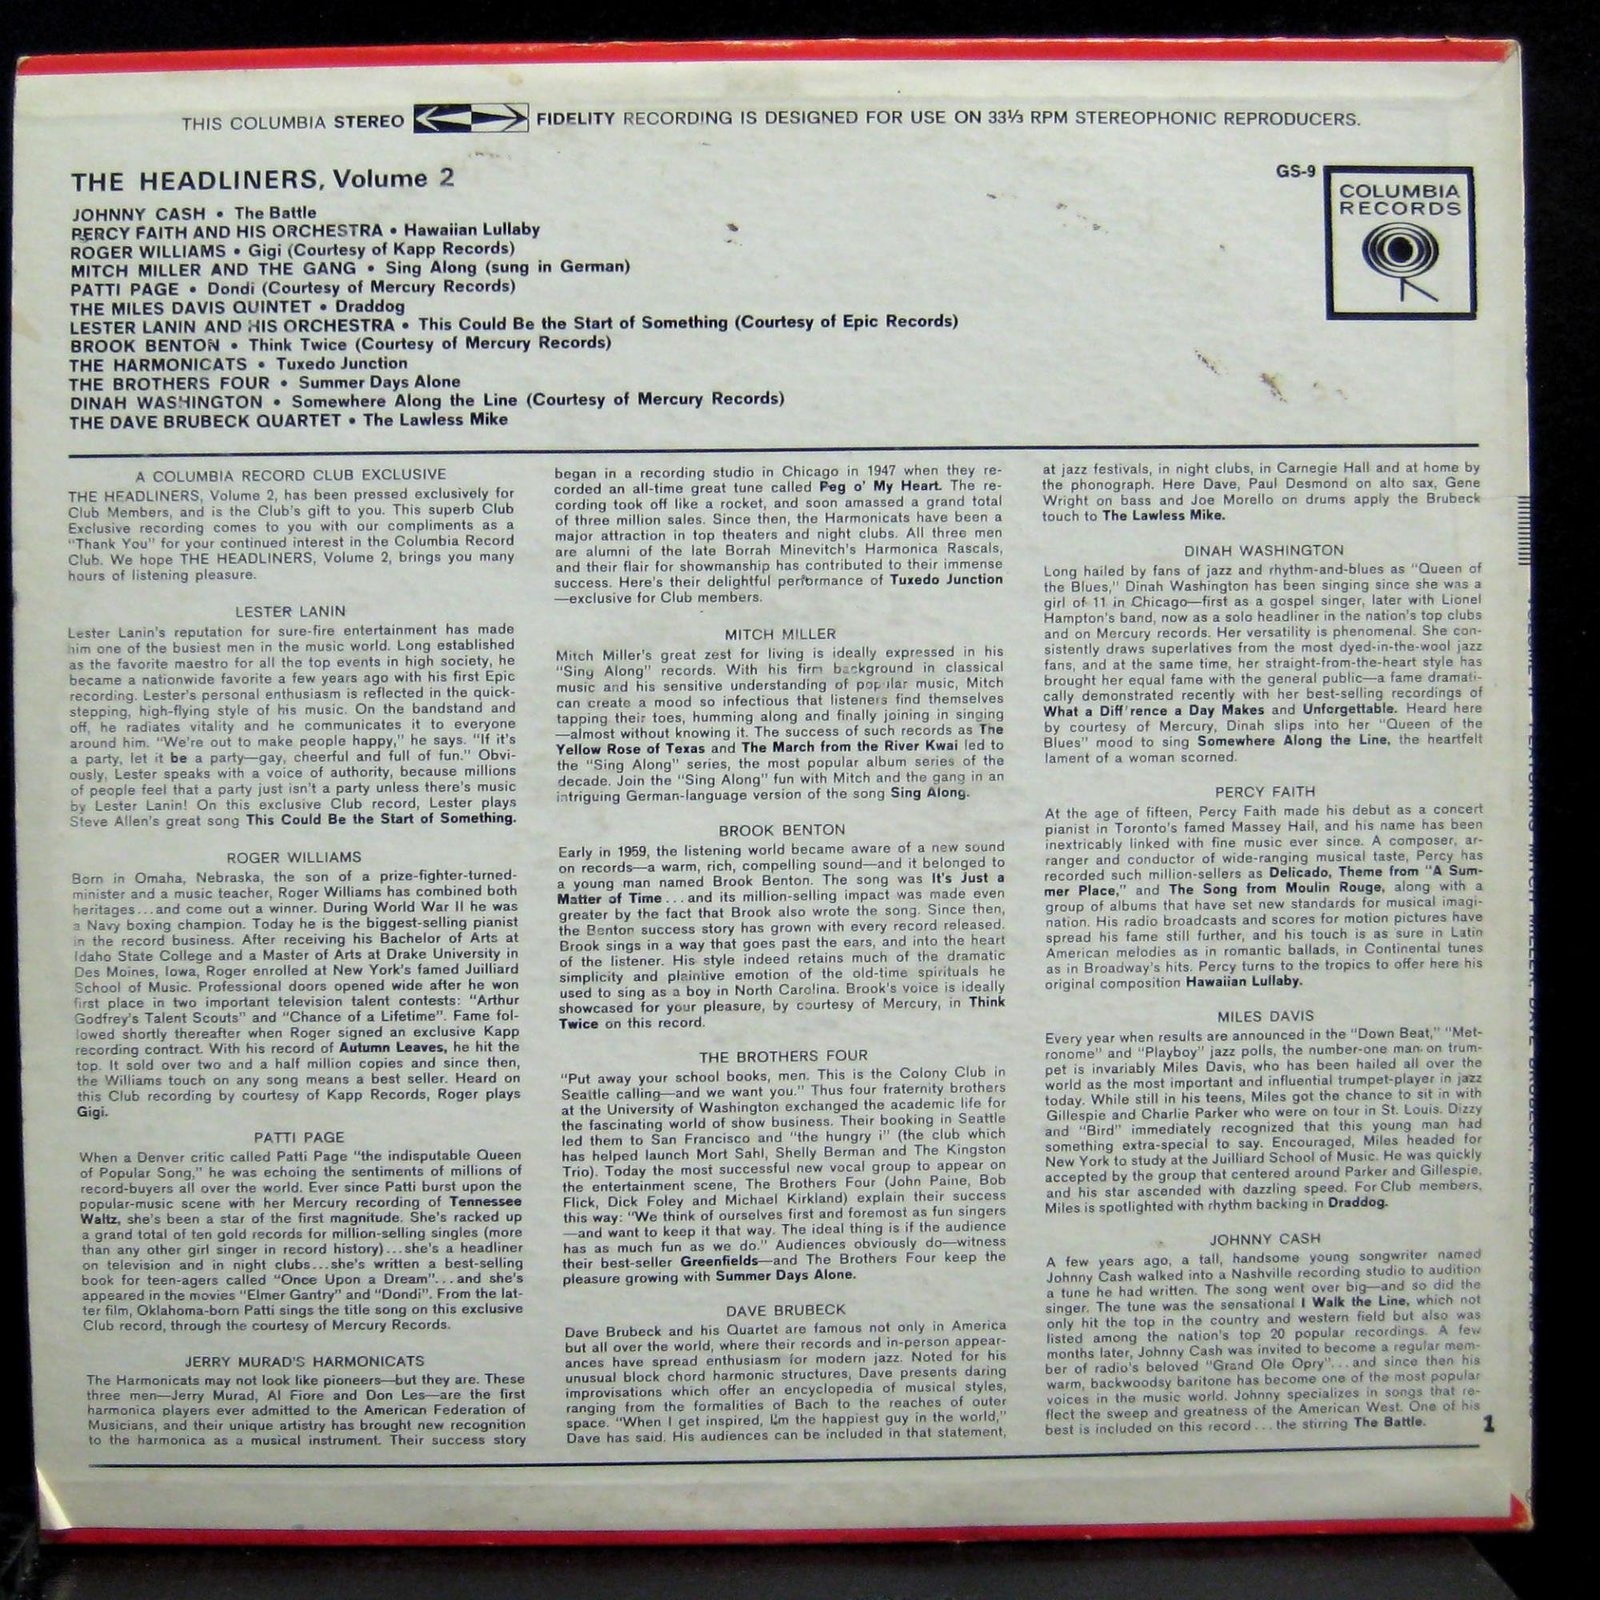 THIS COLUMBIA STEREO FIDELITY RECORDING IS DESIGNED FOR USE ON 33⅓ RPM STEREOPHONIC REPRODUCERS.
THE HEADLINERS, Volume 2
GS-9
COLUMBIA
RECORDS
JOHNNY CASH • The Battle
PERCY FAITH AND HIS ORCHESTRA • Hawaiian Lullaby
ROGER WILLIAMS • Gigi (Courtesy of Kapp Records)
MITCH MILLER AND THE GANG • Sing Along (sung in German)
PATTI PAGE • Dondi (Courtesy of Mercury Records)
THE MILES DAVIS QUINTET • Draddog
LESTER LANIN AND HIS ORCHESTRA • This Could Be the Start of Something (Courtesy of Epic Records)
BROOK BENTON • Think Twice (Courtesy of Mercury Records)
THE HARMONICATS • Tuxedo Junction
THE BROTHERS FOUR • Summer Days Alone
DINAH WASHINGTON • Somewhere Along the Line (Courtesy of Mercury Records)
THE DAVE BRUBECK QUARTET • The Lawless Mike
A COLUMBIA RECORD CLUB EXCLUSIVE
THE HEADLINERS, Volume 2, has been pressed exclusively for
Club Members, and is the Club's gift to you. This superb Club
Exclusive recording comes to you with our compliments as a
"Thank You" for your continued interest in the Columbia Record
Club. We hope THE HEADLINERS, Volume 2, brings you many
hours of listening pleasure.
LESTER LANIN
Lester Lanin's reputation for sure-fire entertainment has made
him one of the busiest men in the music world. Long established
as the favorite maestro for all the top events in high society, he
became a nationwide favorite a few years ago with his first Epic
recording. Lester's personal enthusiasm is reflected in the quick-
stepping, high-flying style of his music. On the bandstand and
off, he radiates vitality and he communicates it to everyone
around him. "We're out to make people happy," he says. "If it's
a party, let it be a party—gay, cheerful and full of fun." Obvi-
ously, Lester speaks with a voice of authority, because millions
of people feel that a party just isn't a party unless there's music
by Lester Lanin! On this exclusive Club record, Lester plays
Steve Allen's great song This Could Be the Start of Something.
ROGER WILLIAMS
Born in Omaha, Nebraska, the son of a prize-fighter-turned-
minister and a music teacher, Roger Williams has combined both
heritages...and come out a winner. During World War II he was
a Navy boxing champion. Today he is the biggest-selling pianist
in the record business. After receiving his Bachelor of Arts at
Idaho State College and a Master of Arts at Drake University in
Des Moines, Iowa, Roger enrolled at New York's famed Juilliard
School of Music. Professional doors opened wide after he won
first place in two important television talent contests: "Arthur
Godfrey's Talent Scouts" and "Chance of a Lifetime". Fame fol-
lowed shortly thereafter when Roger signed an exclusive Kapp
recording contract. With his record of Autumn Leaves, he hit the
top. It sold over two and a half million copies and since then,
the Williams touch on any song means a best seller. Heard on
this Club recording by courtesy of Kapp Records, Roger plays
Gigi.
PATTI PAGE
When a Denver critic called Patti Page "the indisputable Queen
of Popular Song," he was echoing the sentiments of millions of
record-buyers all over the world. Ever since Patti burst upon the
popular-music scene with her Mercury recording of Tennessee
Waltz, she's been a star of the first magnitude. She's racked up
a grand total of ten gold records for million-selling singles (more
than any other girl singer in record history)...she's a headliner
on television and in night clubs...she's written a best-selling
book for teen-agers called "Once Upon a Dream"...and she's
appeared in the movies "Elmer Gantry" and "Dondi". From the lat-
ter film, Oklahoma-born Patti sings the title song on this exclusive
Club record, through the courtesy of Mercury Records.
JERRY MURAD'S HARMONICATS
The Harmonicats may not look like pioneers—but they are. These
three men—Jerry Murad, Al Fiore and Don Les—are the first
harmonica players ever admitted to the American Federation of
Musicians, and their unique artistry has brought new recognition
to the harmonica as a musical instrument. Their success story
began in a recording studio in Chicago in 1947 when they re-
corded an all-time great tune called Peg o' My Heart. The re-
cording took off like a rocket, and soon amassed a grand total
of three million sales. Since then, the Harmonicats have been a
major attraction in top theaters and night clubs. All three men
are alumni of the late Borrah Minevitch's Harmonica Rascals,
and their flair for showmanship has contributed to their immense
success. Here's their delightful performance of Tuxedo Junction
—exclusive for Club members.
MITCH MILLER
Mitch Miller's great zest for living is ideally expressed in his
"Sing Along" records. With his firm background in classical
music and his sensitive understanding of popular music, Mitch
can create a mood so infectious that listeners find themselves
tapping their toes, humming along and finally joining in singing
—almost without knowing it. The success of such records as The
Yellow Rose of Texas and The March from the River Kwai led to
the "Sing Along" series, the most popular album series of the
decade. Join the "Sing Along" fun with Mitch and the gang in an
intriguing German-language version of the song Sing Along.
BROOK BENTON
Early in 1959, the listening world became aware of a new sound
on records—a warm, rich, compelling sound—and it belonged to
a young man named Brook Benton. The song was It's Just a
Matter of Time...and its million-selling impact was made even
greater by the fact that Brook also wrote the song. Since then,
the Benton success story has grown with every record released.
Brook sings in a way that goes past the ears, and into the heart
of the listener. His style indeed retains much of the dramatic
simplicity and plaintive emotion of the old-time spirituals he
used to sing as a boy in North Carolina. Brook's voice is ideally
showcased for your pleasure, by courtesy of Mercury, in Think
Twice on this record.
THE BROTHERS FOUR
"Put away your school books, men. This is the Colony Club in
Seattle calling—and we want you." Thus four fraternity brothers
at the University of Washington exchanged the academic life for
the fascinating world of show business. Their booking in Seattle
led them to San Francisco and "the hungry i" (the club which
has helped launch Mort Sahl, Shelly Berman and The Kingston
Trio). Today the most successful new vocal group to appear on
the entertainment scene, The Brothers Four (John Paine, Bob
Flick, Dick Foley and Michael Kirkland) explain their success
this way: "We think of ourselves first and foremost as fun singers
—and want to keep it that way. The ideal thing is if the audience
has as much fun as we do." Audiences obviously do—witness
their best-seller Greenfields—and The Brothers Four keep the
pleasure growing with Summer Days Alone.
DAVE BRUBECK
Dave Brubeck and his Quartet are famous not only in America
but all over the world, where their records and in-person appear-
ances have spread enthusiasm for modern jazz. Noted for his
unusual block chord harmonic structures, Dave presents daring
improvisations which offer an encyclopedia of musical styles,
ranging from the formalities of Bach to the reaches of outer
space. "When I get inspired, I'm the happiest guy in the world,"
Dave has said. His audiences can be included in that statement,
at jazz festivals, in night clubs, in Carnegie Hall and at home by
the phonograph. Here Dave, Paul Desmond on alto sax, Gene
Wright on bass and Joe Morello on drums apply the Brubeck
touch to The Lawless Mike.
DINAH WASHINGTON
Long hailed by fans of jazz and rhythm-and-blues as "Queen of
the Blues," Dinah Washington has been singing since she was a
girl of 11 in Chicago—first as a gospel singer, later with Lionel
Hampton's band, now as a solo headliner in the nation's top clubs
and on Mercury records. Her versatility is phenomenal. She con-
sistently draws superlatives from the most dyed-in-the-wool jazz
fans, and at the same time, her straight-from-the-heart style has
brought her equal fame with the general public—a fame dramati-
cally demonstrated recently with her best-selling recordings of
What a Diff'rence a Day Makes and Unforgettable. Heard here
by courtesy of Mercury, Dinah slips into her "Queen of the
Blues" mood to sing Somewhere Along the Line, the heartfelt
lament of a woman scorned.
PERCY FAITH
At the age of fifteen, Percy Faith made his debut as a concert
pianist in Toronto's famed Massey Hall, and his name has been
inextricably linked with fine music ever since. A composer, ar-
ranger and conductor of wide-ranging musical taste, Percy has
recorded such million-sellers as Delicado, Theme from "A Sum-
mer Place," and The Song from Moulin Rouge, along with a
group of albums that have set new standards for musical imagi-
nation. His radio broadcasts and scores for motion pictures have
spread his fame still further, and his touch is as sure in Latin
American melodies as in romantic ballads, in Continental tunes
as in Broadway's hits. Percy turns to the tropics to offer here his
original composition Hawaiian Lullaby.
MILES DAVIS
Every year when results are announced in the "Down Beat," "Met-
ronome" and "Playboy" jazz polls, the number-one man on trum-
pet is invariably Miles Davis, who has been hailed all over the
world as the most important and influential trumpet-player in jazz
today. While still in his teens, Miles got the chance to sit in with
Gillespie and Charlie Parker who were on tour in St. Louis. Dizzy
and "Bird" immediately recognized that this young man had
something extra-special to say. Encouraged, Miles headed for
New York to study at the Juilliard School of Music. He was quickly
accepted by the group that centered around Parker and Gillespie,
and his star ascended with dazzling speed. For Club members,
Miles is spotlighted with rhythm backing in Draddog.
JOHNNY CASH
A few years ago, a tall, handsome young songwriter named
Johnny Cash walked into a Nashville recording studio to audition
a tune he had written. The song went over big—and so did the
singer. The tune was the sensational I Walk the Line, which not
only hit the top in the country and western field but also was
listed among the nation's top 20 popular recordings. A few
months later, Johnny Cash was invited to become a regular mem-
ber of radio's beloved "Grand Ole Opry"...and since then his
warm, backwoodsy baritone has become one of the most popular
voices in the music world. Johnny specializes in songs that re-
flect the sweep and greatness of the American West. One of his
best is included on this record...the stirring The Battle.
1